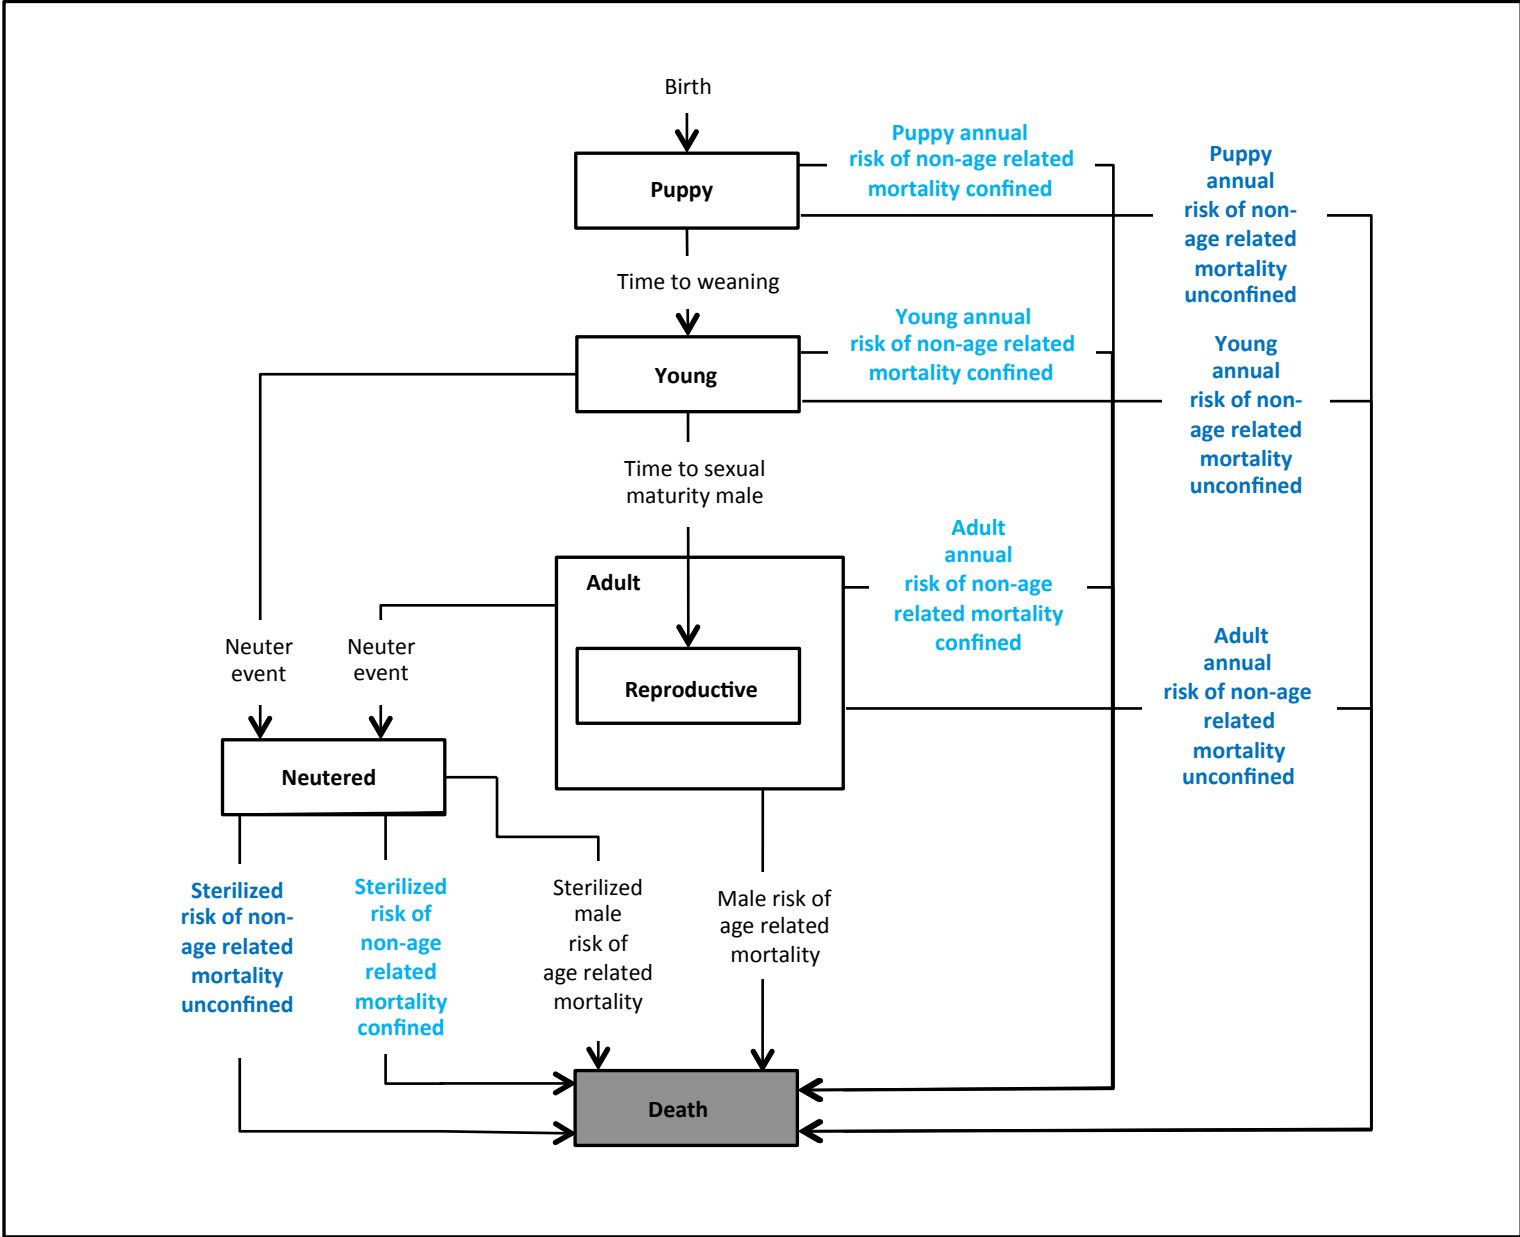 Birth
Puppy
Puppy annual
risk of non-age related
mortality confined
Puppy
annual
risk of non-
age related
mortality
unconfined
Time to weaning
Young
Young annual
risk of non-age related
mortality confined
Young
annual
risk of non-
age related
mortality
unconfined
Time to sexual
maturity male
Adult
Reproductive
Adult
annual
risk of non-age
related mortality
confined
Adult
annual
risk of non-age
related
mortality
unconfined
Neuter
event
Neuter
event
Neutered
Sterilized
risk of non-
age related
mortality
unconfined
Sterilized
risk of
non-age
related
mortality
confined
Sterilized
male
risk of
age related
mortality
Male risk of
age related
mortality
Death